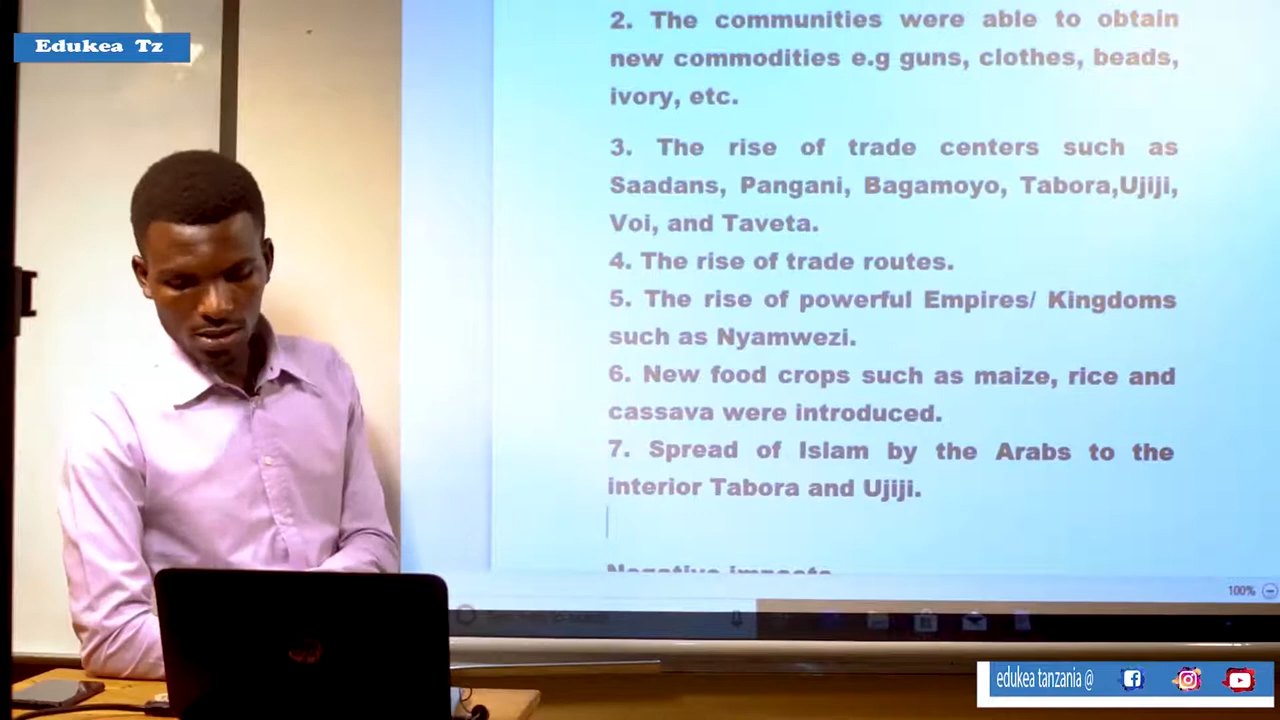 Edukea Tz
2. The communities were able to obtain
new commodities e.g guns, clothes, beads,
ivory, etc.
3. The rise of trade centers such as
Saadans, Pangani, Bagamoyo, Tabora,Ujiji,
Voi, and Taveta.
4. The rise of trade routes.
5. The rise of powerful Empires/ Kingdoms
such as Nyamwezi.
6. New food crops such as maize, rice and
cassava were introduced.
7. Spread of Islam by the Arabs to the
interior Tabora and Ujiji.
Negative impacts
100%
edukea tanzania @